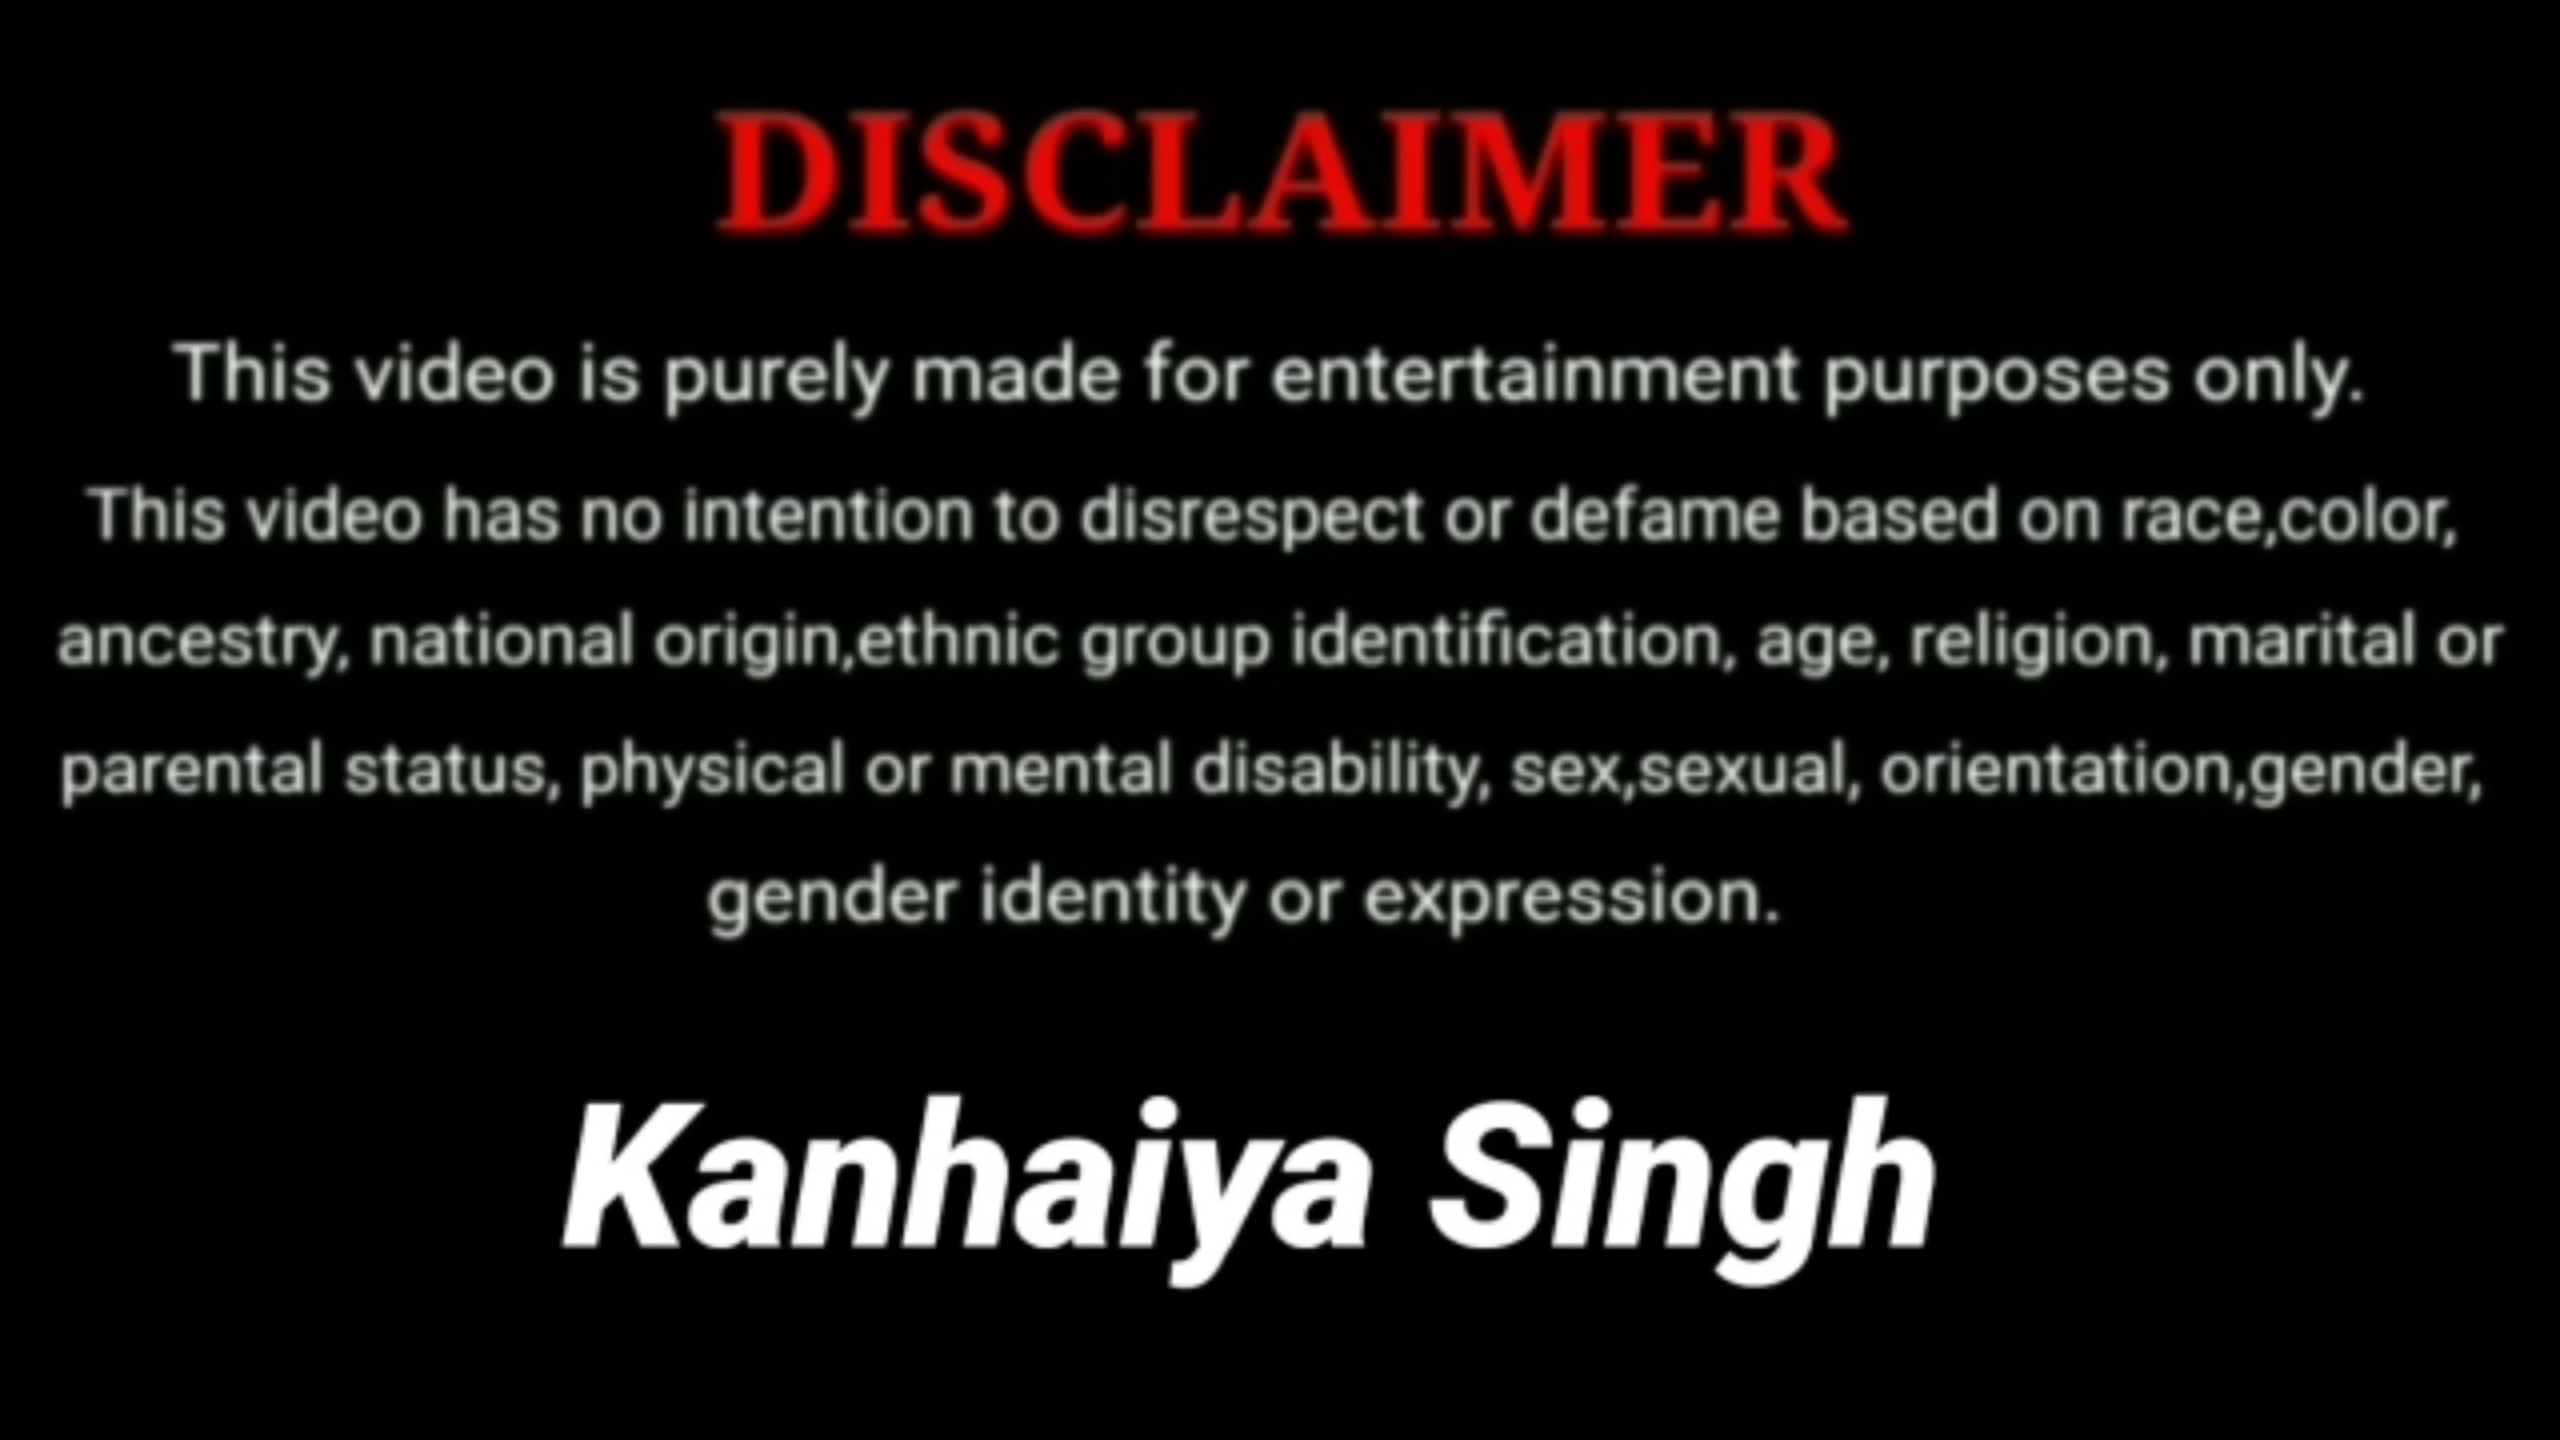 DISCLAIMER
This video is purely made for entertainment purposes only.
This video has no intention to disrespect or defame based on race,color,
ancestry, national origin,ethnic group identification, age, religion, marital or
parental status, physical or mental disability, sex,sexual, orientation,gender,
gender identity or expression.
Kanhaiya Singh